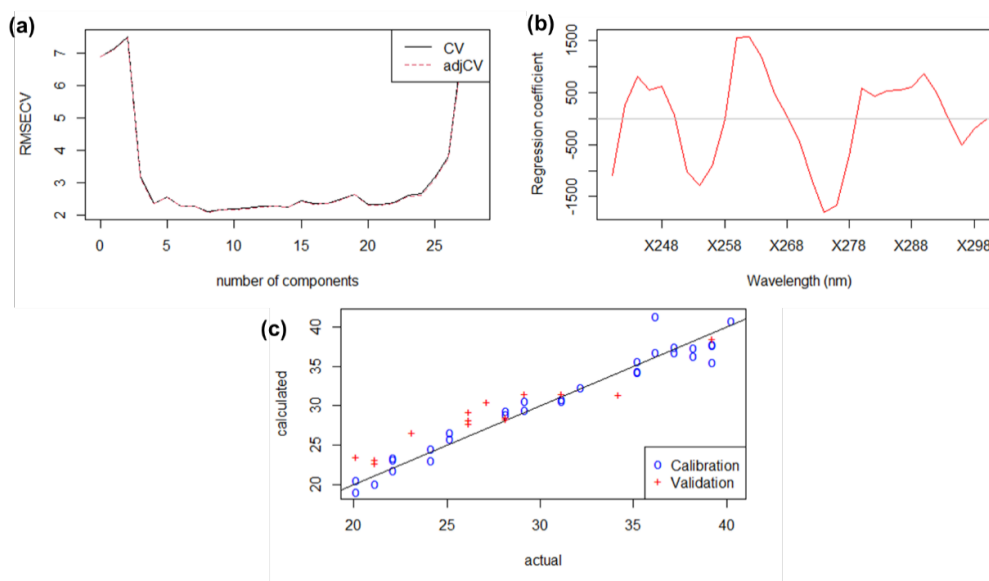 (a)
CV
adjCV
7
6
5
4
3
2
RMSECV
0
5
10
15
20
25
number of components
(b)
1500
500
-500
-1500
Regression coefficient
X248
X258
X268
X278
X288
X298
Wavelength (nm)
(c)
40
35
30
25
20
calculated
Calibration
Validation
20
25
30
35
40
actual